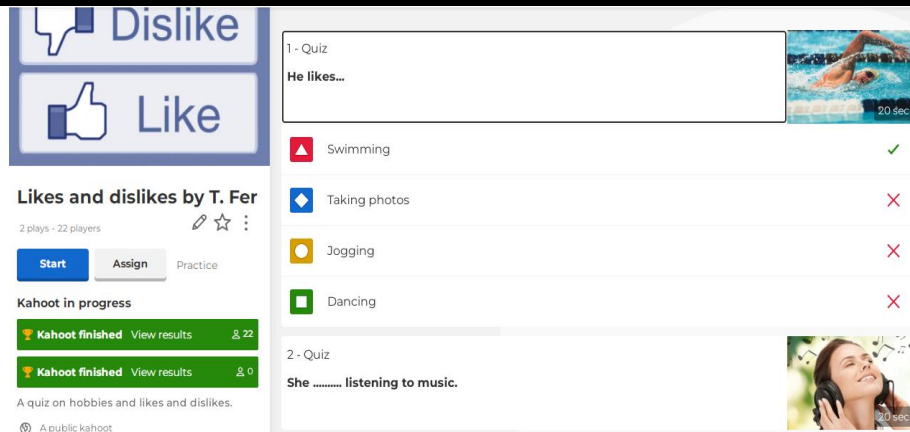 Dislike
Like
Likes and dislikes by T. Fer
2 plays · 22 players
Start
Assign
Practice
Kahoot in progress
Kahoot finished View results 22
Kahoot finished View results 0
A quiz on hobbies and likes and dislikes.
A public kahoot
1 - Quiz
He likes...
20 sec
Swimming
Taking photos
Jogging
Dancing
2 - Quiz
She .......... listening to music.
20 sec